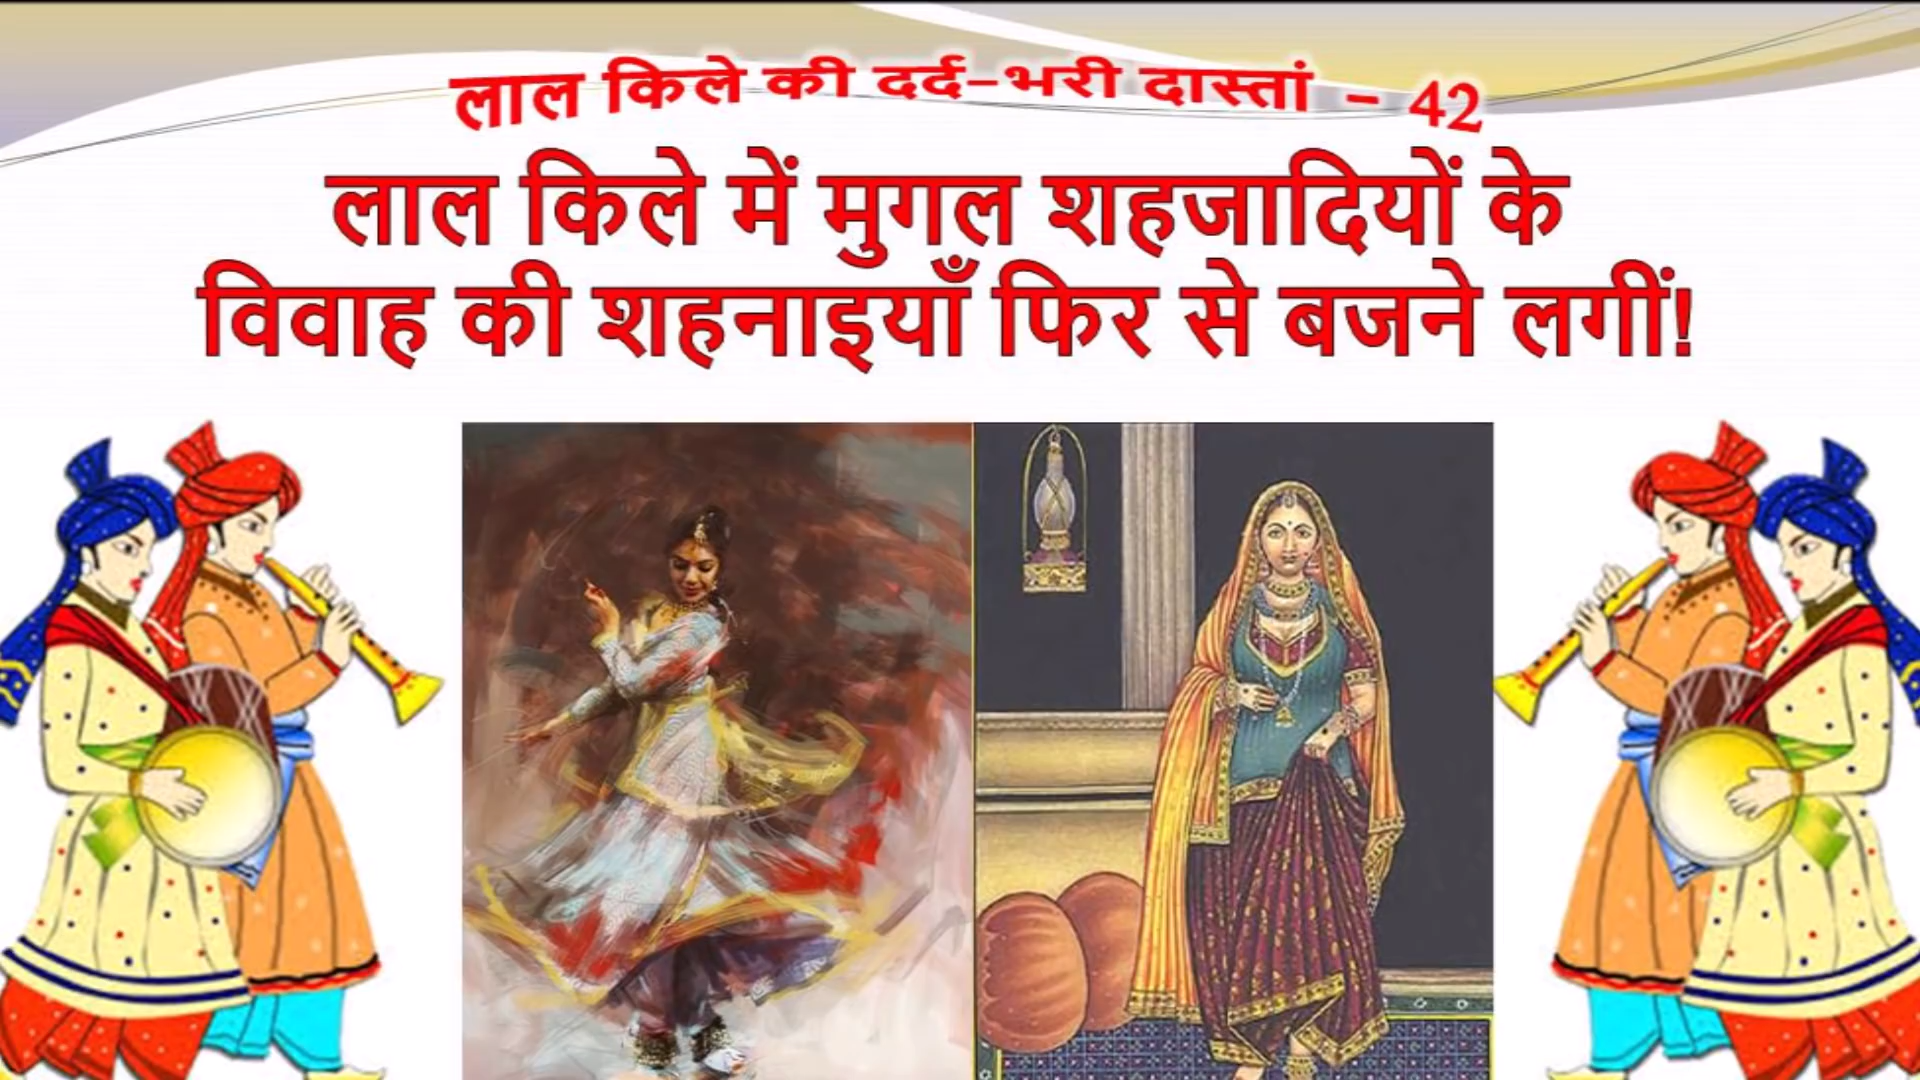 लाल किले की दर्द-भरी दास्तां - 42
लाल किले में मुगल शहजादियों के
विवाह की शहनाइयाँ फिर से बजने लगीं!